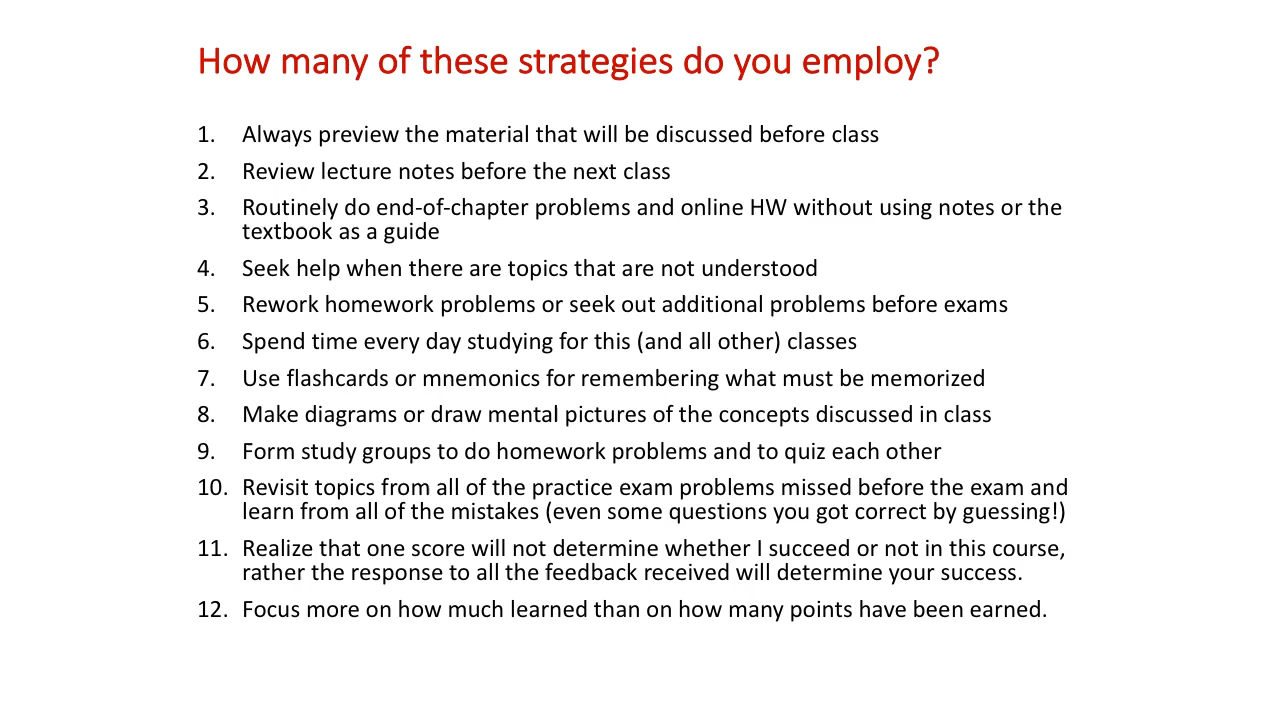 How many of these strategies do you employ?
1. Always preview the material that will be discussed before class
2. Review lecture notes before the next class
3. Routinely do end-of-chapter problems and online HW without using notes or the
textbook as a guide
4. Seek help when there are topics that are not understood
5. Rework homework problems or seek out additional problems before exams
6. Spend time every day studying for this (and all other) classes
7. Use flashcards or mnemonics for remembering what must be memorized
8. Make diagrams or draw mental pictures of the concepts discussed in class
9. Form study groups to do homework problems and to quiz each other
10. Revisit topics from all of the practice exam problems missed before the exam and
learn from all of the mistakes (even some questions you got correct by guessing!)
11. Realize that one score will not determine whether I succeed or not in this course,
rather the response to all the feedback received will determine your success.
12. Focus more on how much learned than on how many points have been earned.